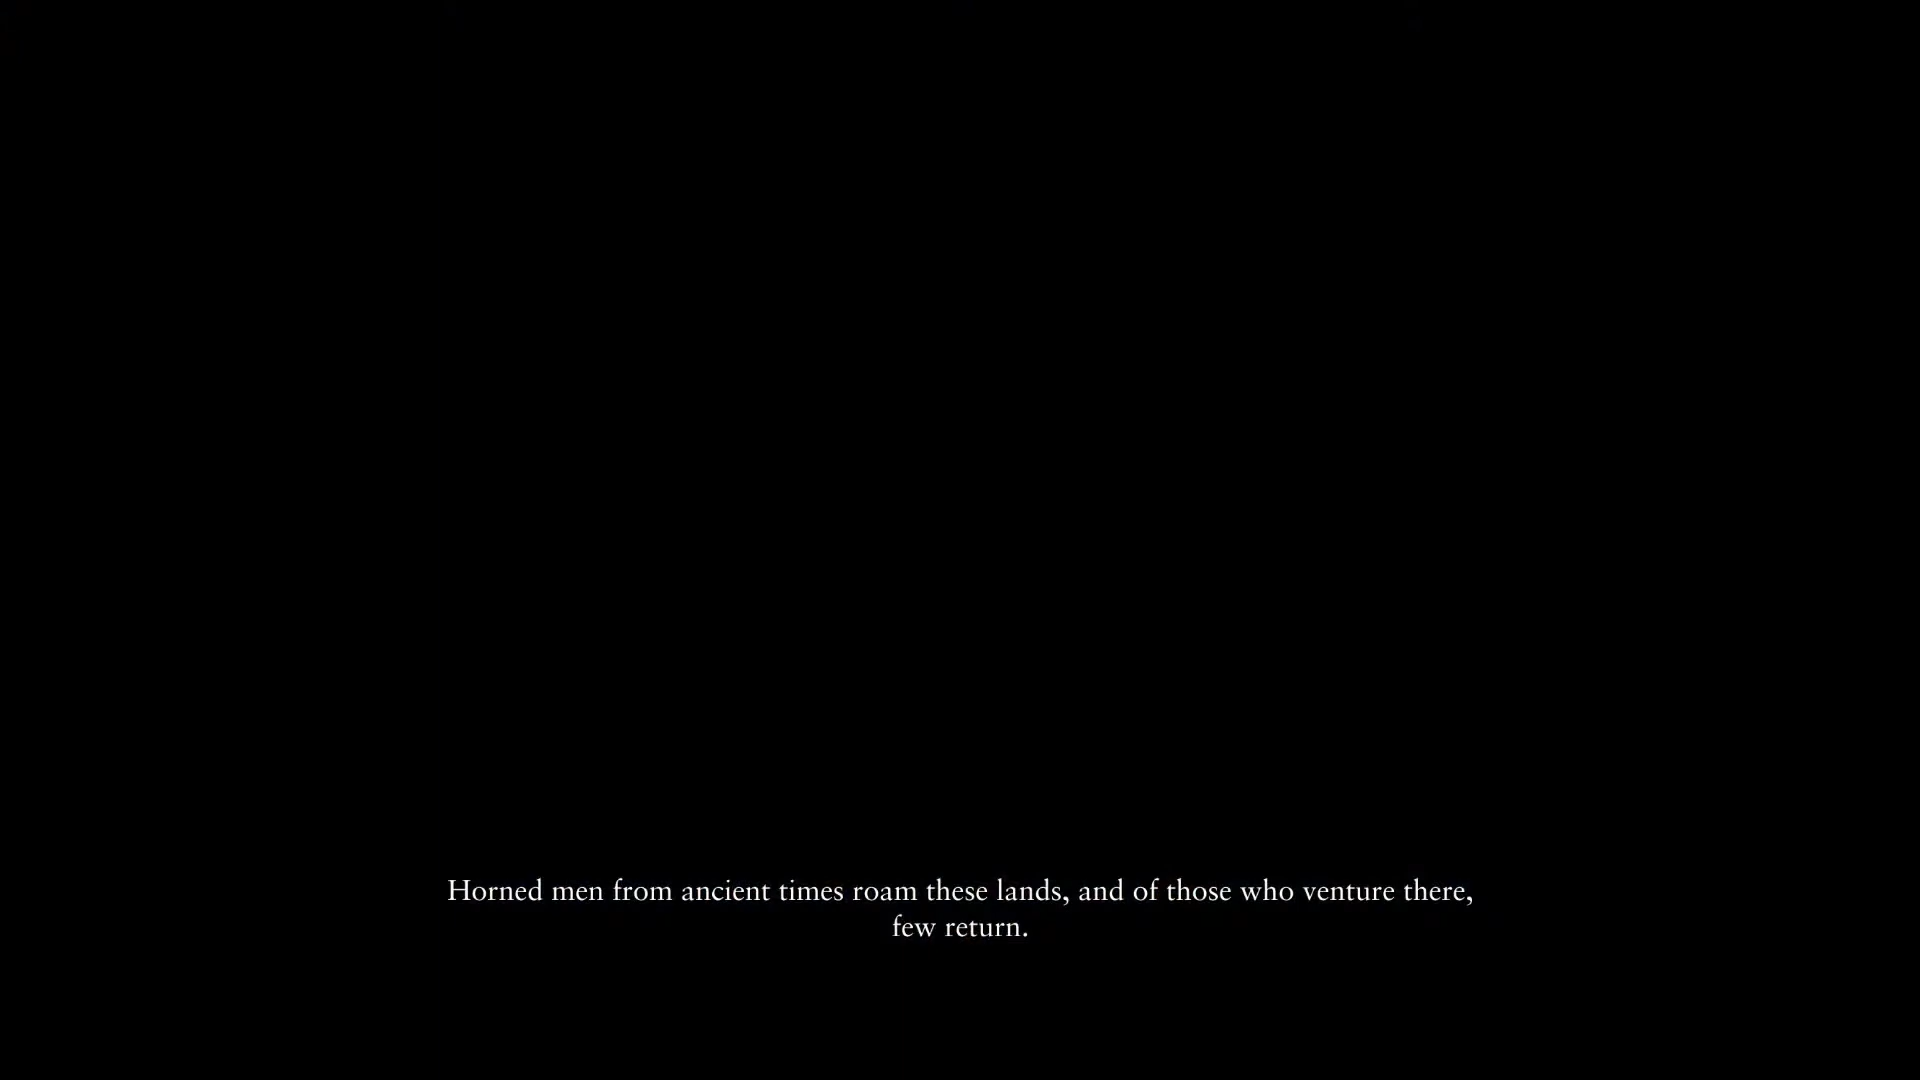 Horned men from ancient times roam these lands, and of those who venture there,
few return.